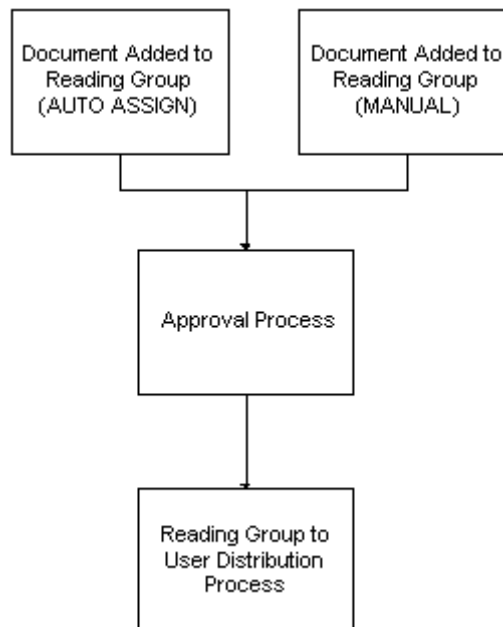 Document Added to
Reading Group
(AUTO ASSIGN)
Document Added to
Reading Group
(MANUAL)
Approval Process
Reading Group to
User Distribution
Process